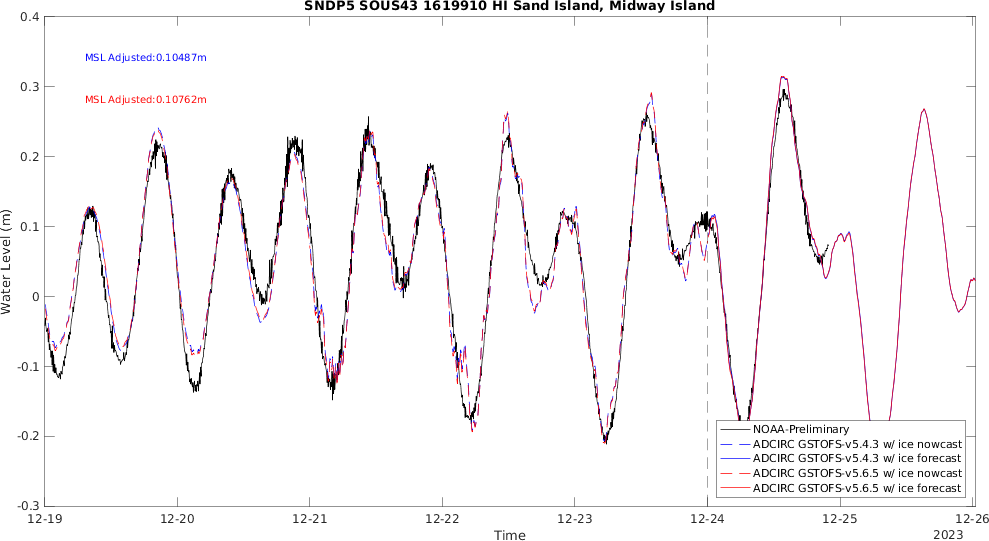 SNDP5 SOUS43 1619910 HI Sand Island, Midway Island
0.4
MSL Adjusted:0.10487m
0.3
MSL Adjusted:0.10762m
0.2
0.1
Water Level (m)
0
-0.1
-0.2
NOAA-Preliminary
ADCIRC GSTOFS-v5.4.3 w/ ice nowcast
ADCIRC GSTOFS-v5.4.3 w/ ice forecast
ADCIRC GSTOFS-v5.6.5 w/ ice nowcast
ADCIRC GSTOFS-v5.6.5 w/ ice forecast
-0.3
12-19 12-20 12-21 12-22 12-23 12-24 12-25 12-26
Time
2023